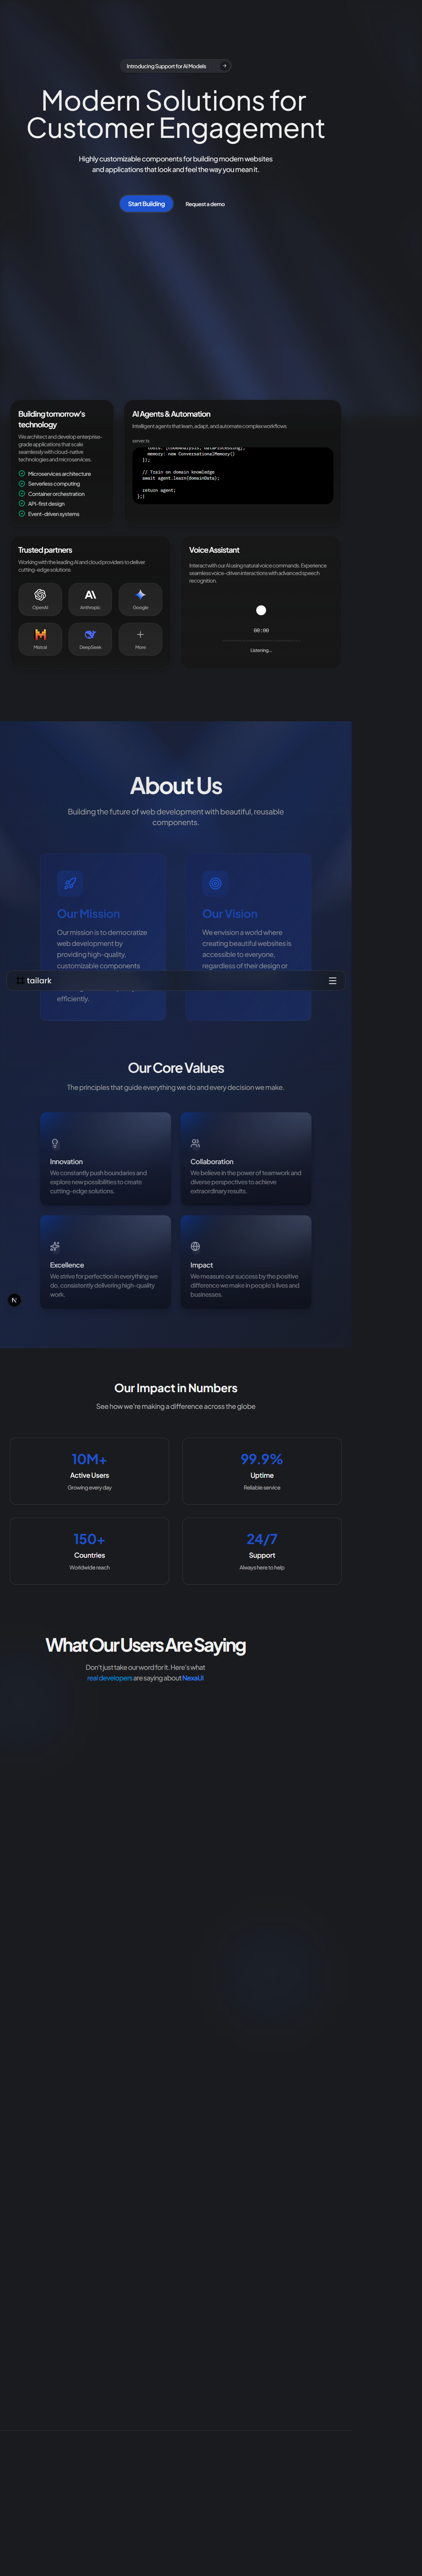 Introducing Support for AI Models
Modern Solutions for
Customer Engagement
Highly customizable components for building modern websites
and applications that look and feel the way you mean it.
Start Building
Request a demo
Building tomorrow's
technology
We architect and develop enterprise-
grade applications that scale
seamlessly with cloud-native
technologies and microservices.
Microservices architecture
Serverless computing
Container orchestration
API-first design
Event-driven systems
AI Agents & Automation
Intelligent agents that learn, adapt, and automate complex workflows
server.ts
tools: [codeAnalysis, dataProcessing],
memory: new ConversationalMemory()
});
// Train on domain knowledge
await agent.learn(domainData);
return agent;
};
Trusted partners
Working with the leading AI and cloud providers to deliver
cutting-edge solutions
OpenAI
Anthropic
Google
Mistral
DeepSeek
More
Voice Assistant
Interact with our AI using natural voice commands. Experience
seamless voice-driven interactions with advanced speech
recognition.
00:00
Listening...
About Us
Building the future of web development with beautiful, reusable
components.
Our Mission
Our mission is to democratize
web development by
providing high-quality,
customizable components
efficiently.
Our Vision
We envision a world where
creating beautiful websites is
accessible to everyone,
regardless of their design or
tailark
Our Core Values
The principles that guide everything we do and every decision we make.
Innovation
We constantly push boundaries and
explore new possibilities to create
cutting-edge solutions.
Collaboration
We believe in the power of teamwork and
diverse perspectives to achieve
extraordinary results.
Excellence
We strive for perfection in everything we
do, consistently delivering high-quality
work.
Impact
We measure our success by the positive
difference we make in people's lives and
businesses.
N
Our Impact in Numbers
See how we're making a difference across the globe
10M+
Active Users
Growing every day
99.9%
Uptime
Reliable service
150+
Countries
Worldwide reach
24/7
Support
Always here to help
What Our Users Are Saying
Don't just take our word for it. Here's what
real developers are saying about NexaUI